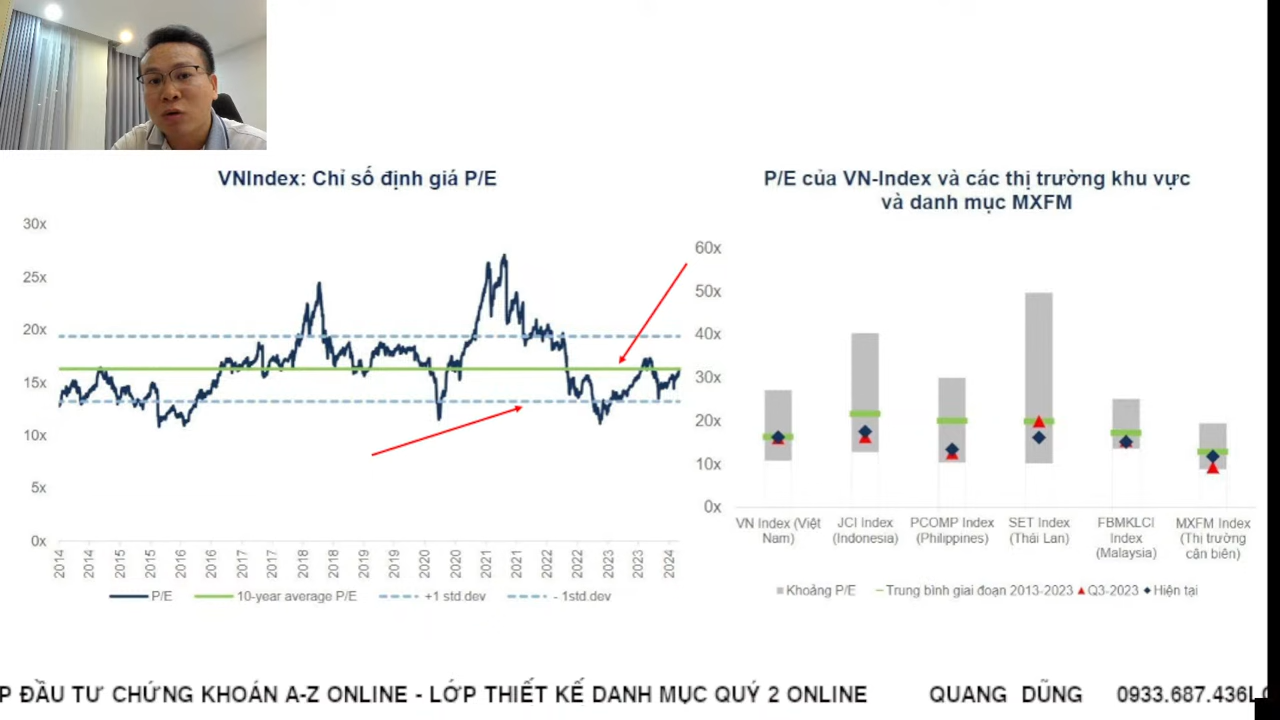 VNIndex: Chỉ số định giá P/E
30x
25x
20x
15x
10x
5x
0x
2014
2014
2015
2015
2016
2016
2017
2017
2018
2018
2019
2019
2020
2020
2021
2021
2022
2022
2023
2023
2024
P/E
10-year average P/E
+1 std.dev
- 1std.dev
P/E của VN-Index và các thị trường khu vực
và danh mục MXFM
60x
50x
40x
30x
20x
10x
0x
VN Index (Việt
Nam)
JCI Index
(Indonesia)
PCOMP Index
(Philippines)
SET Index
(Thái Lan)
FBMKLCI
Index
(Malaysia)
MXFM Index
(Thị trường
cận biên)
Khoảng P/E
Trung bình giai đoạn 2013-2023
Q3-2023
Hiện tại
P ĐẦU TƯ CHỨNG KHOÁN A-Z ONLINE - LỚP THIẾT KẾ DANH MỤC QUÝ 2 ONLINE QUANG DŨNG 0933.687.436